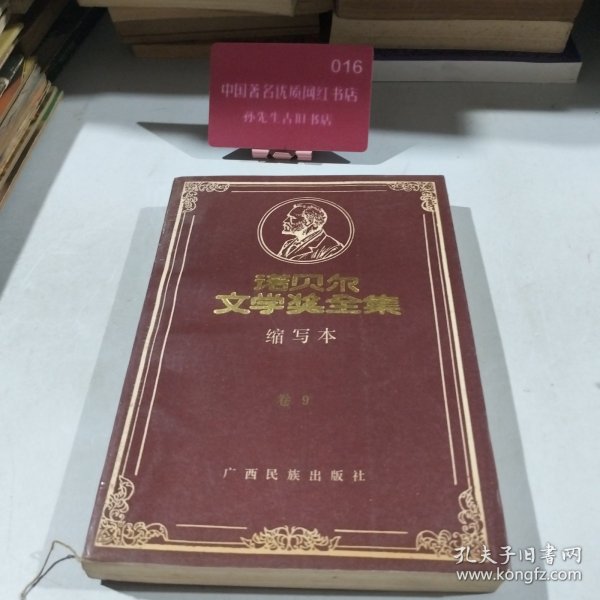 016
中国著名优质网红书店
孙先生古旧书店
诺贝尔
文学奖全集
缩写本
卷9
广西民族出版社
孔夫子旧书网
www.kongfz.com